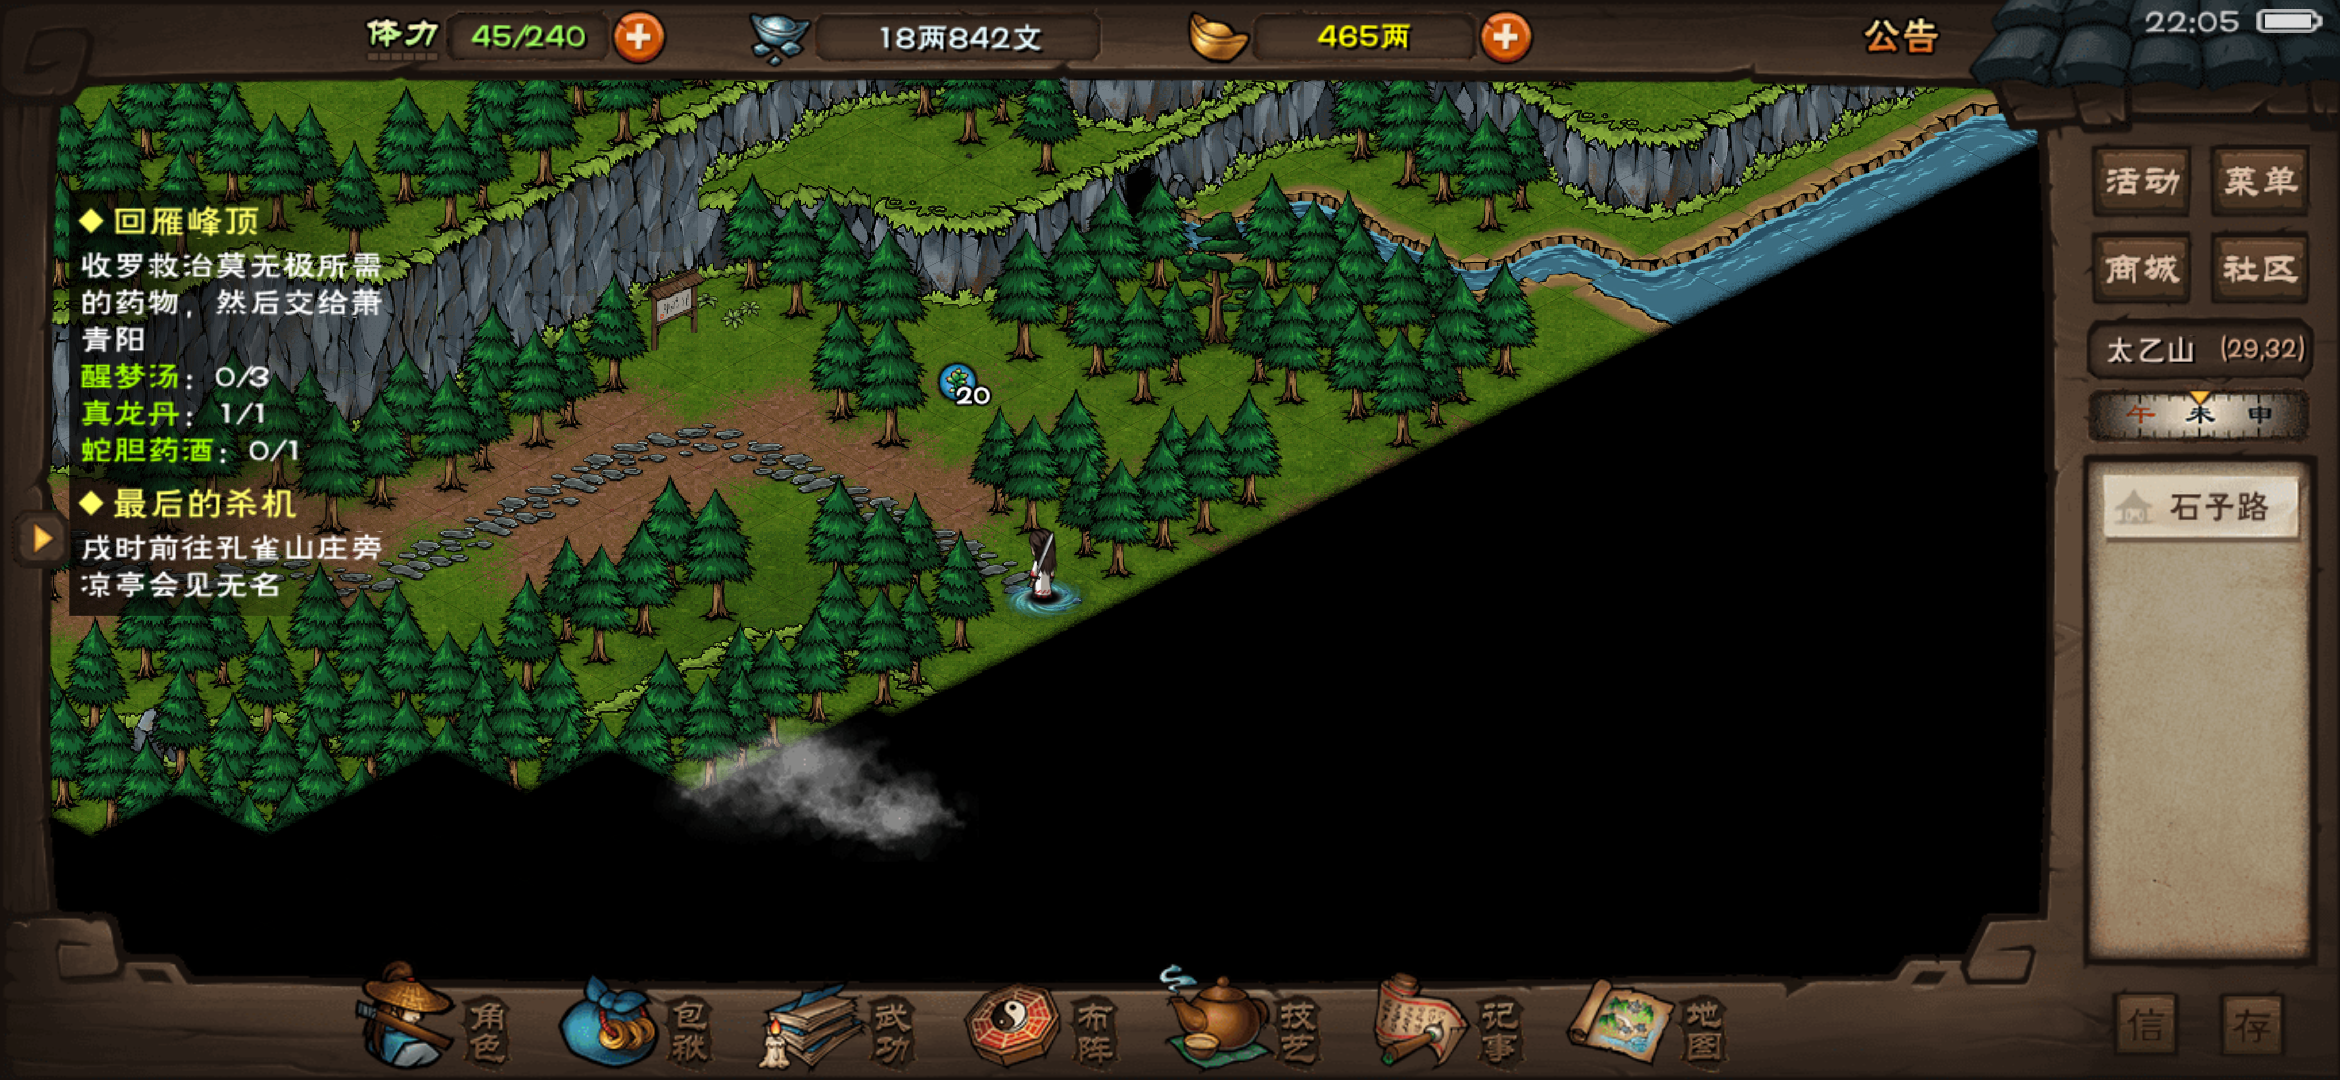 体力 45/240
18两842文
465两
公告
22:05
活动
菜单
商城
社区
太乙山 (29,32)
午 未 申
石子路
◆ 回雁峰顶
收罗救治莫无极所需
的药物，然后交给萧
青阳
醒梦汤：0/3
真龙丹：1/1
蛇胆药酒：0/1
◆ 最后的杀机
戌时前往孔雀山庄旁
凉亭会见无名
20
角色
包袱
武功
布阵
技艺
记事
地图
信
存